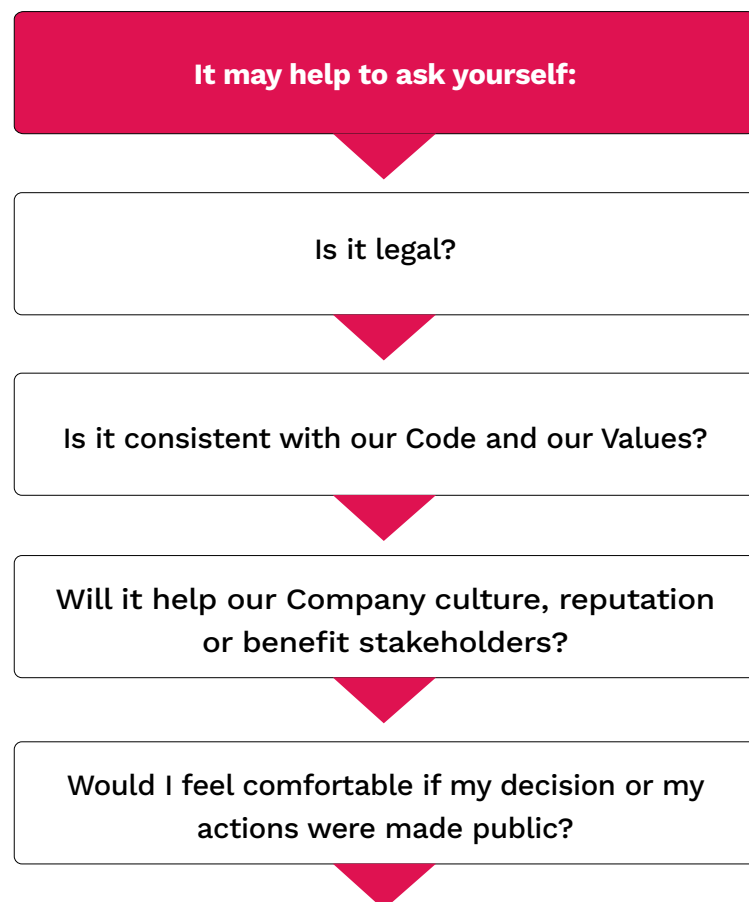 It may help to ask yourself:
Is it legal?
Is it consistent with our Code and our Values?
Will it help our Company culture, reputation
or benefit stakeholders?
Would I feel comfortable if my decision or my
actions were made public?